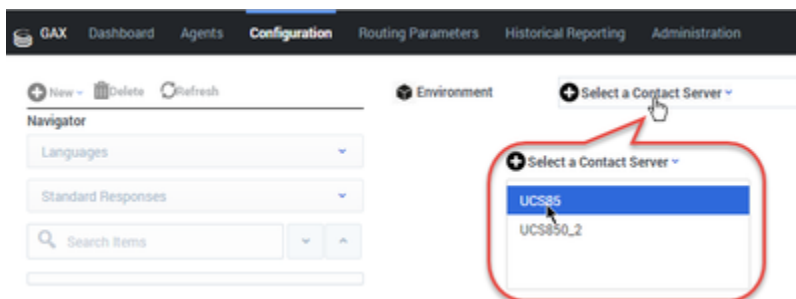 GAX Dashboard Agents Configuration Routing Parameters Historical Reporting Administration
New Delete Refresh
Environment
Select a Contact Server
Navigator
Languages
Standard Responses
Search Items
Select a Contact Server
UCS85
UCS850_2